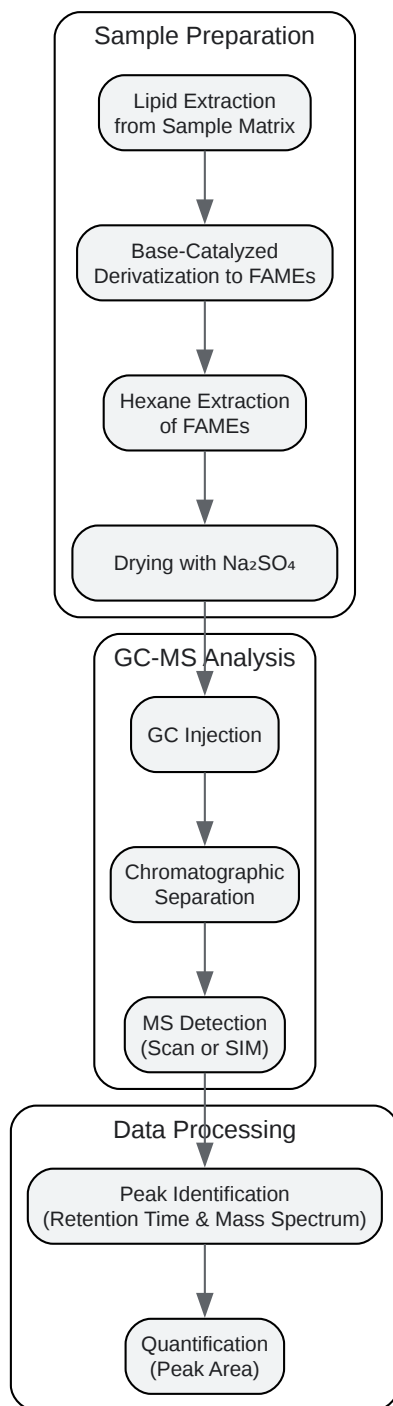 Sample Preparation
Lipid Extraction
from Sample Matrix
Base-Catalyzed
Derivatization to FAMEs
Hexane Extraction
of FAMEs
Drying with Na₂SO₄
GC-MS Analysis
GC Injection
Chromatographic
Separation
MS Detection
(Scan or SIM)
Data Processing
Peak Identification
(Retention Time & Mass Spectrum)
Quantification
(Peak Area)